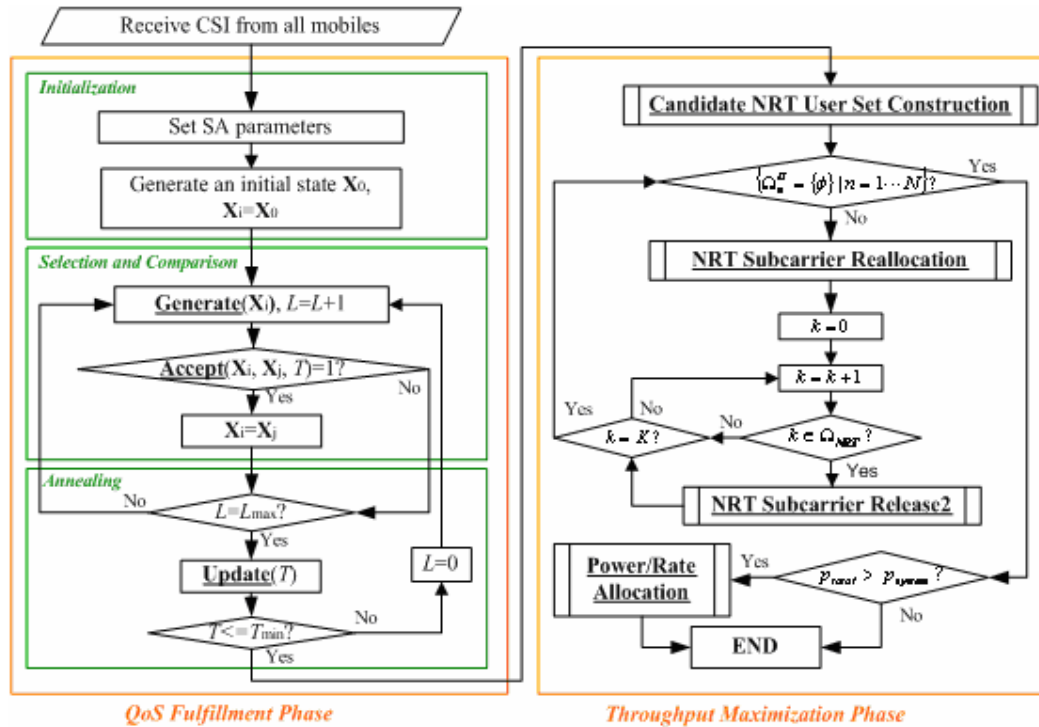 Receive CSI from all mobiles
Initialization
Set SA parameters
Generate an initial state X₀,
Xᵢ=X₀
Selection and Comparison
Generate(Xᵢ), L=L+1
Accept(Xᵢ, Xⱼ, T)=1?
No
Yes
Xᵢ=Xⱼ
Annealing
No
L=Lmax?
Yes
Update(T)
L=0
T<=Tmin?
No
Yes
QoS Fulfillment Phase
Candidate NRT User Set Construction
Yes
= {ϕ} | n = 1⋯N}?
No
NRT Subcarrier Reallocation
k=0
k=k+1
Yes
No
No
k=K?
k∈Ω_NRT?
Yes
NRT Subcarrier Release2
Power/Rate
Allocation
Yes
> p_system?
No
END
Throughput Maximization Phase